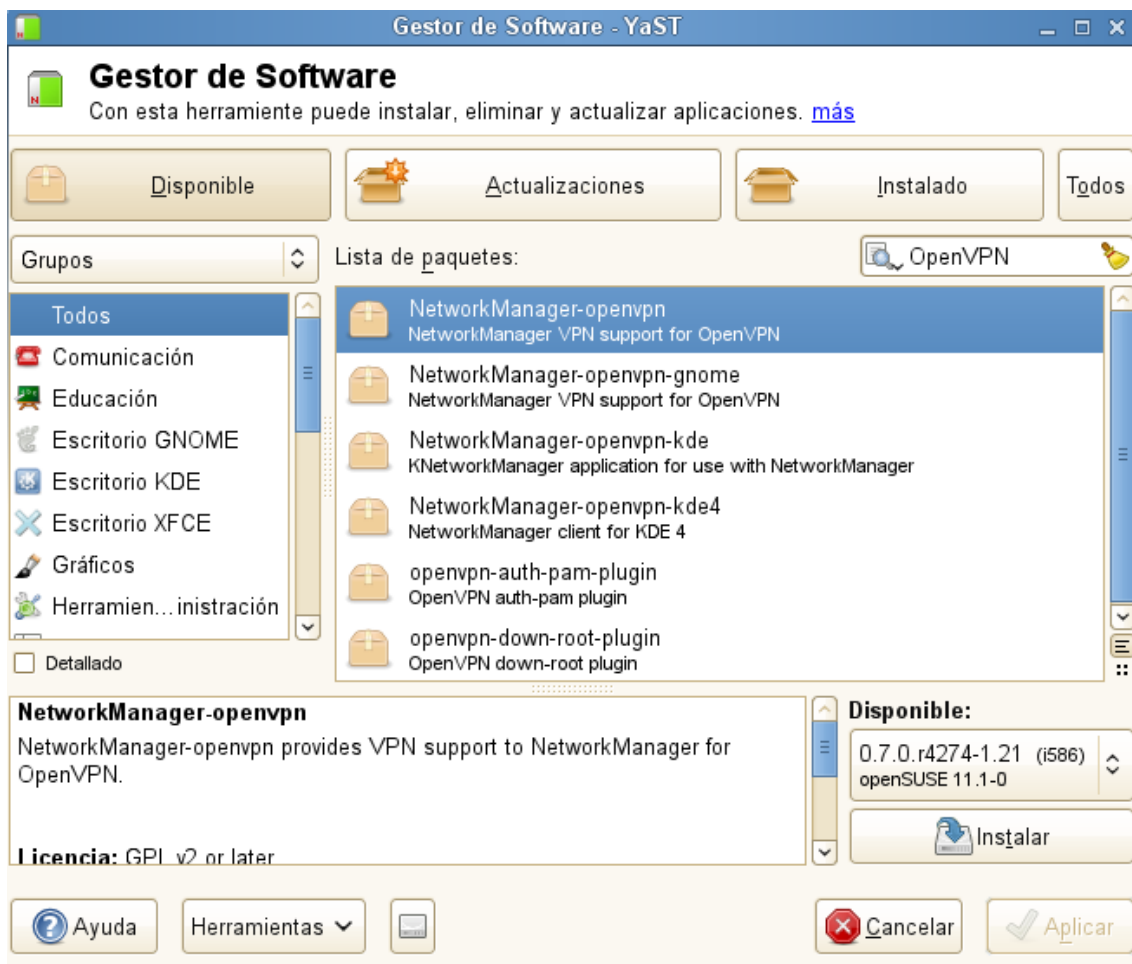 Gestor de Software - YaST
Gestor de Software
Con esta herramiente puede instalar, eliminar y actualizar aplicaciones. más
Disponible
Actualizaciones
Instalado
Todos
Grupos
Lista de paquetes:
OpenVPN
Todos
Comunicación
Educación
Escritorio GNOME
Escritorio KDE
Escritorio XFCE
Gráficos
Herramien...inistración
Detallado
NetworkManager-openvpn
NetworkManager VPN support for OpenVPN
NetworkManager-openvpn-gnome
NetworkManager VPN support for OpenVPN
NetworkManager-openvpn-kde
KNetworkManager application for use with NetworkManager
NetworkManager-openvpn-kde4
NetworkManager client for KDE 4
openvpn-auth-pam-plugin
OpenVPN auth-pam plugin
openvpn-down-root-plugin
OpenVPN down-root plugin
NetworkManager-openvpn
NetworkManager-openvpn provides VPN support to NetworkManager for
OpenVPN.
Licencia: GPL v2 or later
Disponible:
0.7.0.r4274-1.21 (i586)
openSUSE 11.1-0
Instalar
Ayuda
Herramientas
Cancelar
Aplicar